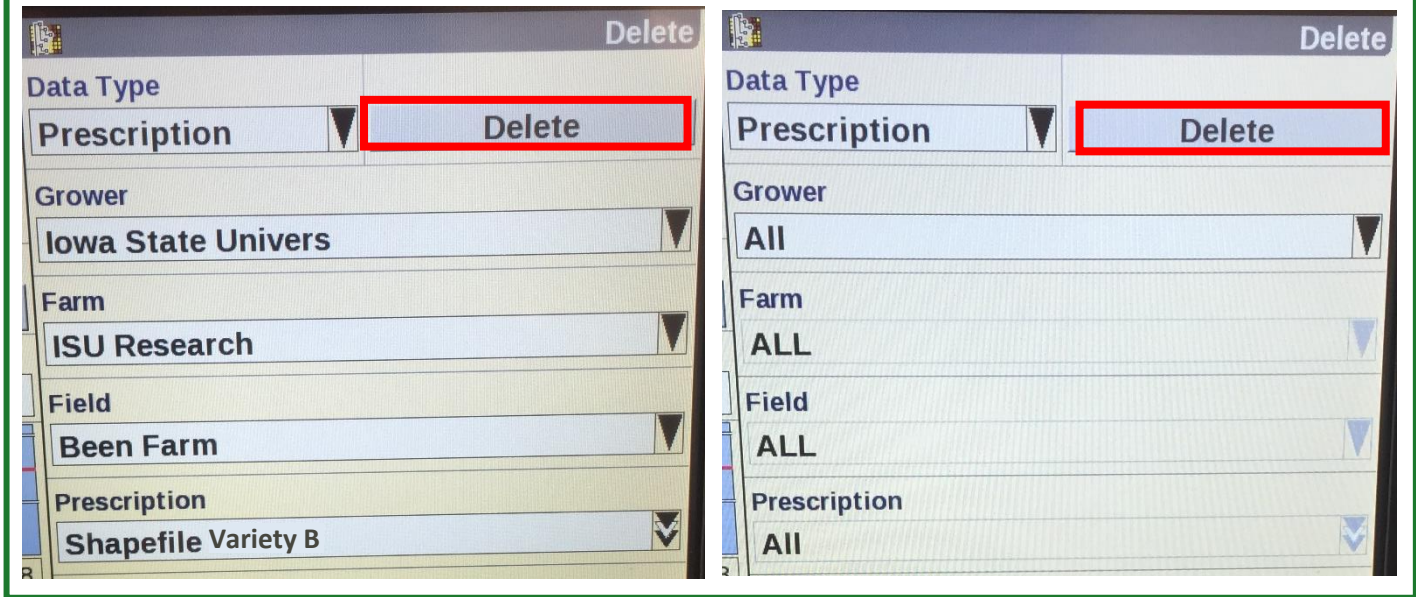 Delete
Data Type
Prescription
Delete
Grower
Iowa State Univers
Farm
ISU Research
Field
Been Farm
Prescription
Shapefile Variety B
Delete
Data Type
Prescription
Delete
Grower
All
Farm
ALL
Field
ALL
Prescription
All